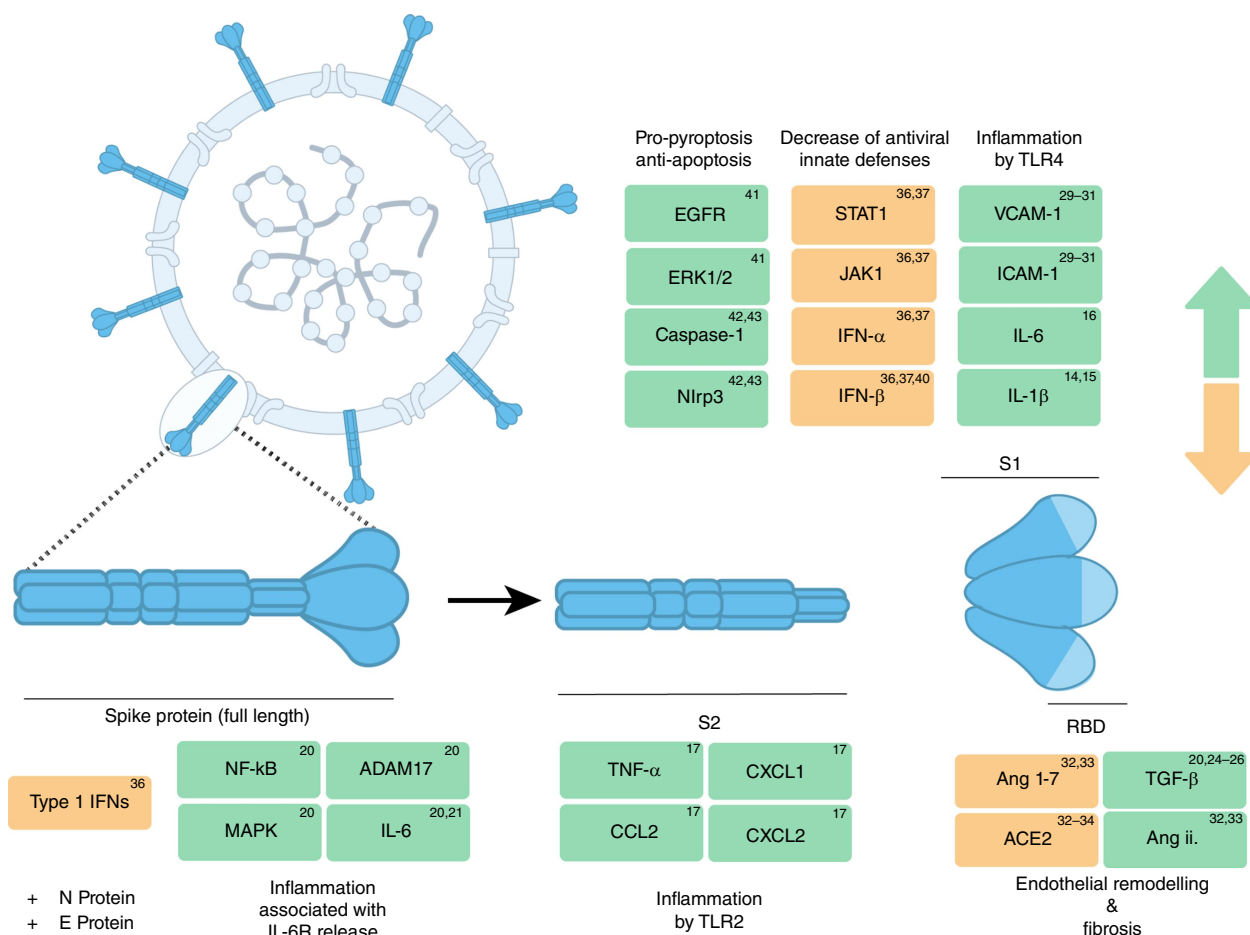 Pro-pyroptosis
anti-apoptosis
Decrease of antiviral
innate defenses
Inflammation
by TLR4
41
EGFR
36,37
STAT1
29–31
VCAM-1
41
ERK1/2
36,37
JAK1
29–31
ICAM-1
42,43
Caspase-1
36,37
IFN-α
16
IL-6
42,43
Nlrp3
36,37,40
IFN-β
14,15
IL-1β
S1
Spike protein (full length)
S2
RBD
36
Type 1 IFNs
20
NF-kB
20
ADAM17
20
MAPK
20,21
IL-6
17
TNF-α
17
CXCL1
17
CCL2
17
CXCL2
32,33
Ang 1-7
20,24–26
TGF-β
32–34
ACE2
32,33
Ang ii.
+ N Protein
+ E Protein
Inflammation
associated with
IL-6R release
Inflammation
by TLR2
Endothelial remodelling
&
fibrosis